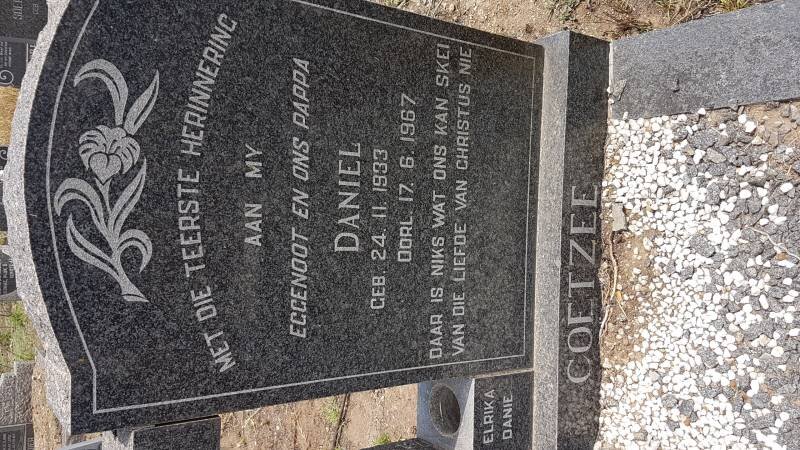 MET DIE TEERSTE HERINNERING
AAN MY
EGGENOOT EN ONS PAPPA
DANIEL
GEB. 24. 11. 1933
OORL. 17. 6. 1967
DAAR IS NIKS WAT ONS KAN SKEI
VAN DIE LIEFDE VAN CHRISTUS NIE
ELRIKA
DANIE
COETZEE